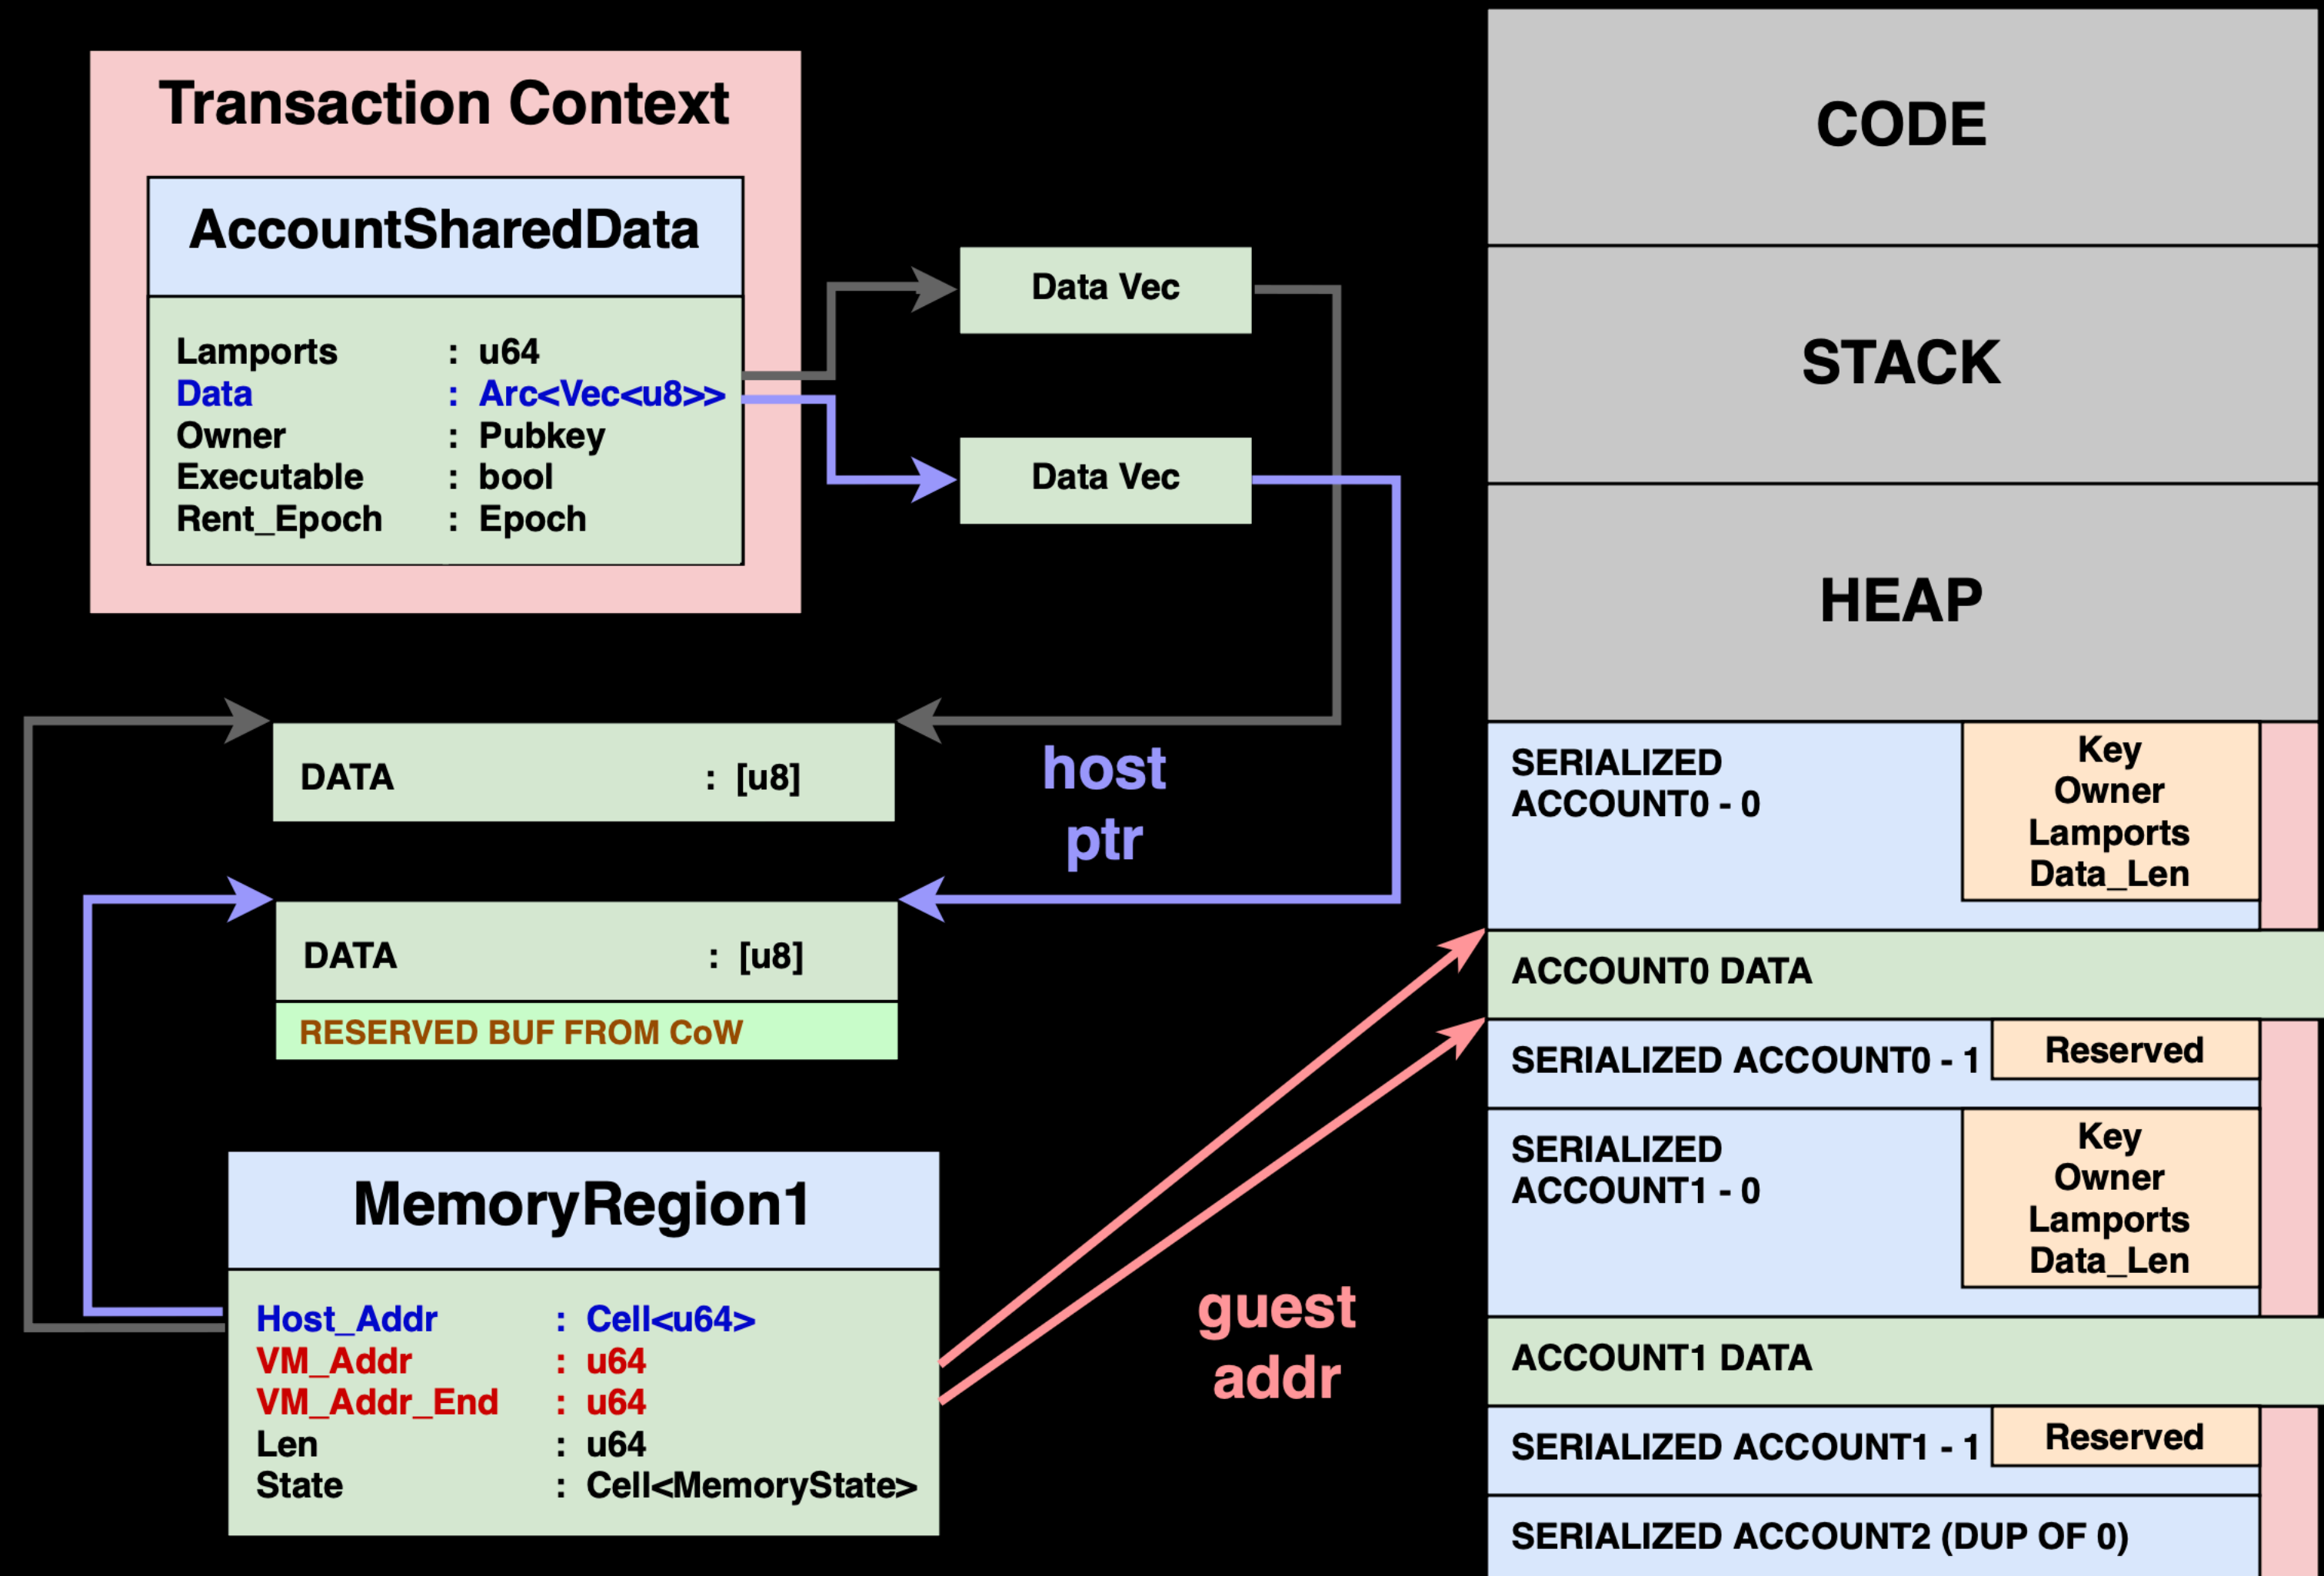 Transaction Context
AccountSharedData
Lamports : u64
Data : Arc<Vec<u8>>
Owner : Pubkey
Executable : bool
Rent_Epoch : Epoch
Data Vec
Data Vec
DATA : [u8]
host
ptr
DATA : [u8]
RESERVED BUF FROM CoW
MemoryRegion1
Host_Addr : Cell<u64>
VM_Addr : u64
VM_Addr_End : u64
Len : u64
State : Cell<MemoryState>
guest
addr
CODE
STACK
HEAP
SERIALIZED
ACCOUNT0 - 0
Key
Owner
Lamports
Data_Len
ACCOUNT0 DATA
SERIALIZED ACCOUNT0 - 1
Reserved
SERIALIZED
ACCOUNT1 - 0
Key
Owner
Lamports
Data_Len
ACCOUNT1 DATA
SERIALIZED ACCOUNT1 - 1
Reserved
SERIALIZED ACCOUNT2 (DUP OF 0)